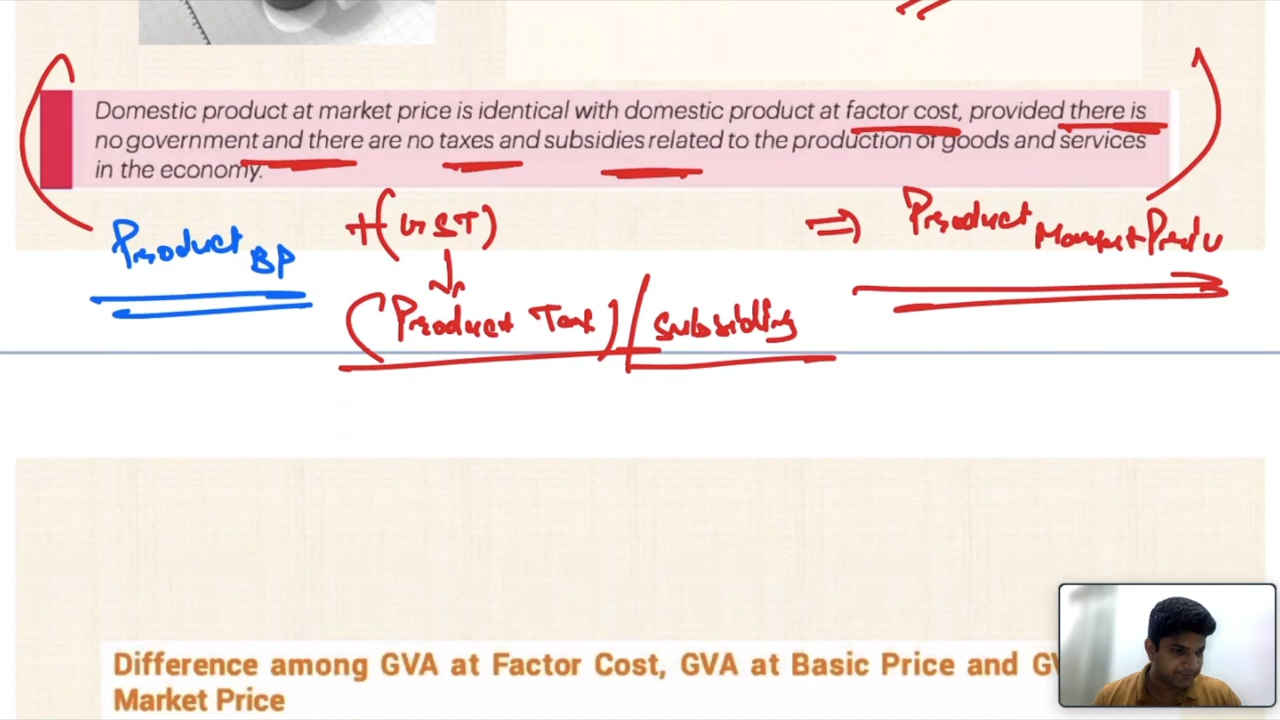 Domestic product at market price is identical with domestic product at factor cost, provided there is
no government and there are no taxes and subsidies related to the production of goods and services
in the economy.
Product BP +(GST) ⇒ Product Market Price
(Product Tax) / Subsidies
Difference among GVA at Factor Cost, GVA at Basic Price and
Market Price